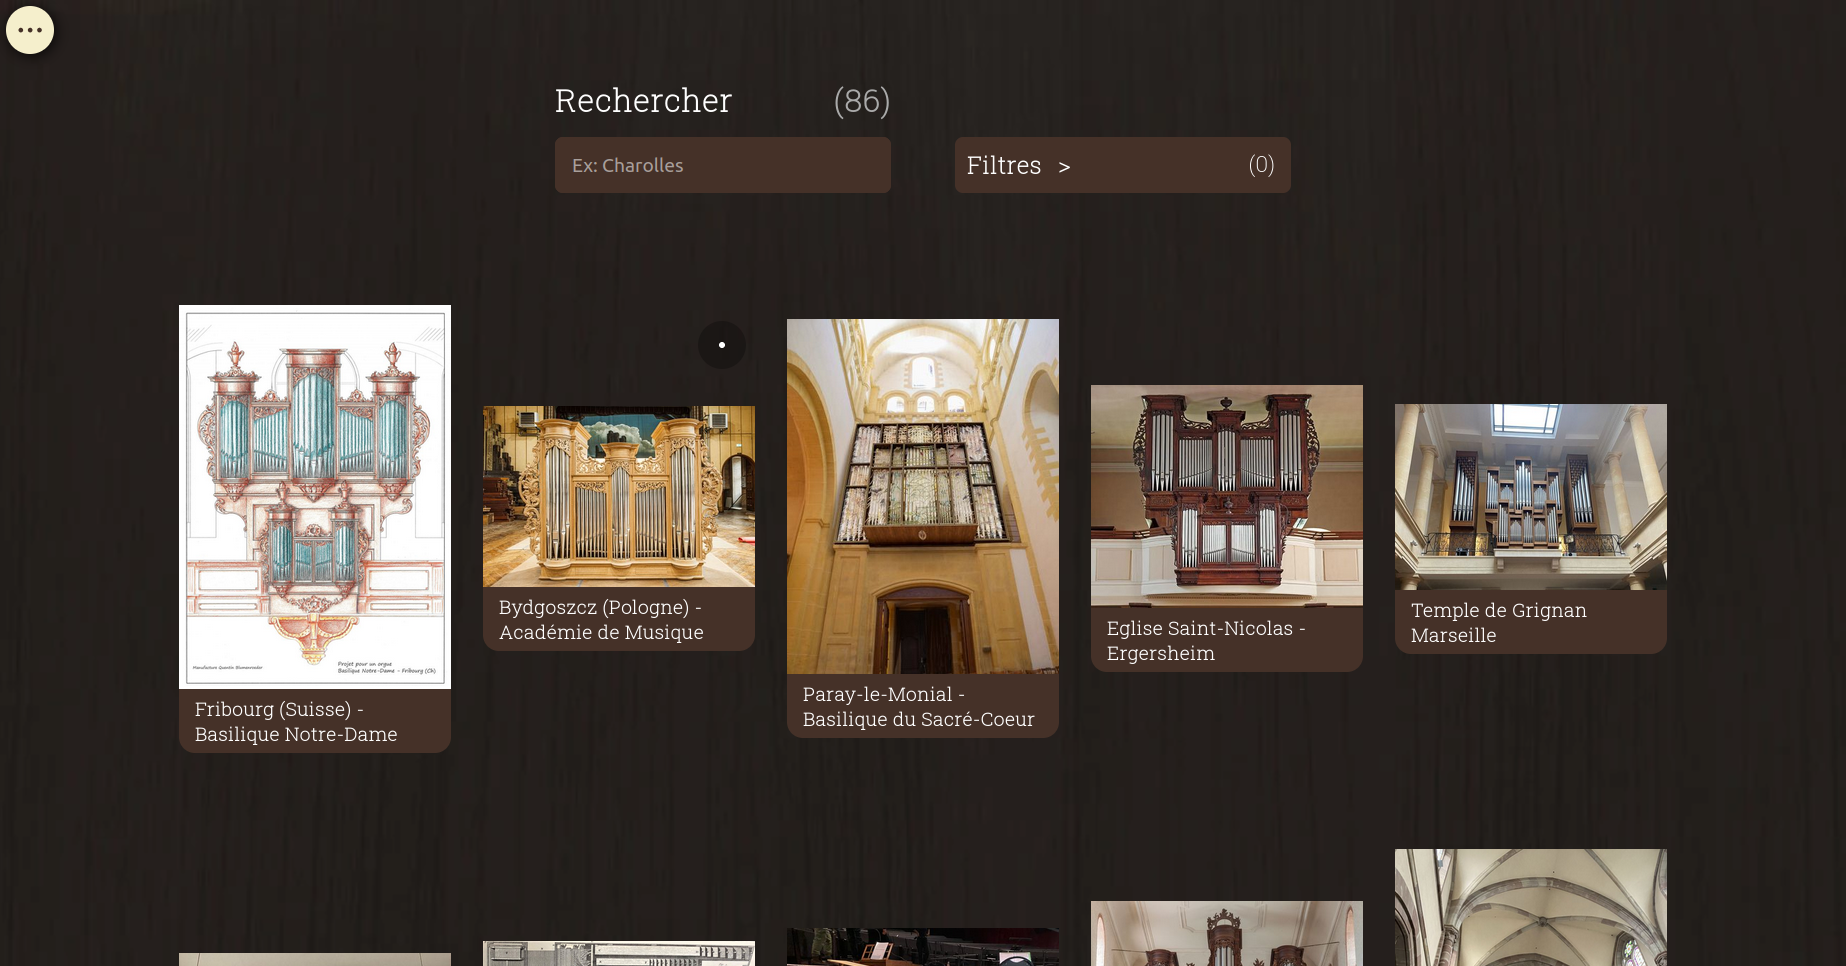 Rechercher (86)
Ex: Charolles
Filtres > (0)
Manufacture Quentin Blumenroeder
Projet pour un orgue
Basilique Notre-Dame - Fribourg (Ch)
Fribourg (Suisse) -
Basilique Notre-Dame
Bydgoszcz (Pologne) -
Académie de Musique
Paray-le-Monial -
Basilique du Sacré-Coeur
Eglise Saint-Nicolas -
Ergersheim
Temple de Grignan
Marseille